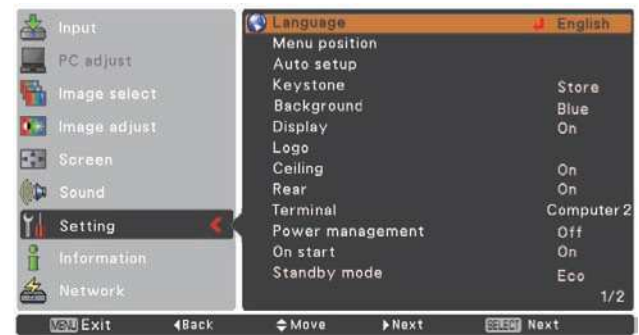 Input
PC adjust
Image select
Image adjust
Screen
Sound
Setting
Information
Network
Language English
Menu position
Auto setup
Keystone Store
Background Blue
Display On
Logo
Ceiling On
Rear On
Terminal Computer 2
Power management Off
On start On
Standby mode Eco
1/2
MENU Exit ◀Back Move ▶Next SELECT Next